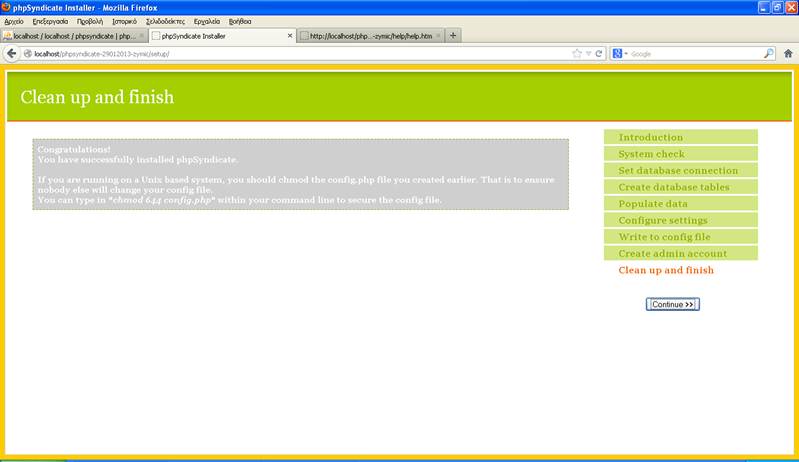 phpSyndicate Installer - Mozilla Firefox
Αρχείο Επεξεργασία Προβολή Ιστορικό Σελιδοδείκτες Εργαλεία Βοήθεια
localhost / localhost / phpsyndicate | php... phpSyndicate Installer http://localhost/php...-zymic/help/help.htm
localhost/phpsyndicate-29012013-zymic/setup/ Google
Clean up and finish
Congratulations!
You have successfully installed phpSyndicate.
If you are running on a Unix based system, you should chmod the config.php file you created earlier. That is to ensure
nobody else will change your config file.
You can type in "chmod 644 config.php" within your command line to secure the config file.
Introduction
System check
Set database connection
Create database tables
Populate data
Configure settings
Write to config file
Create admin account
Clean up and finish
Continue >>